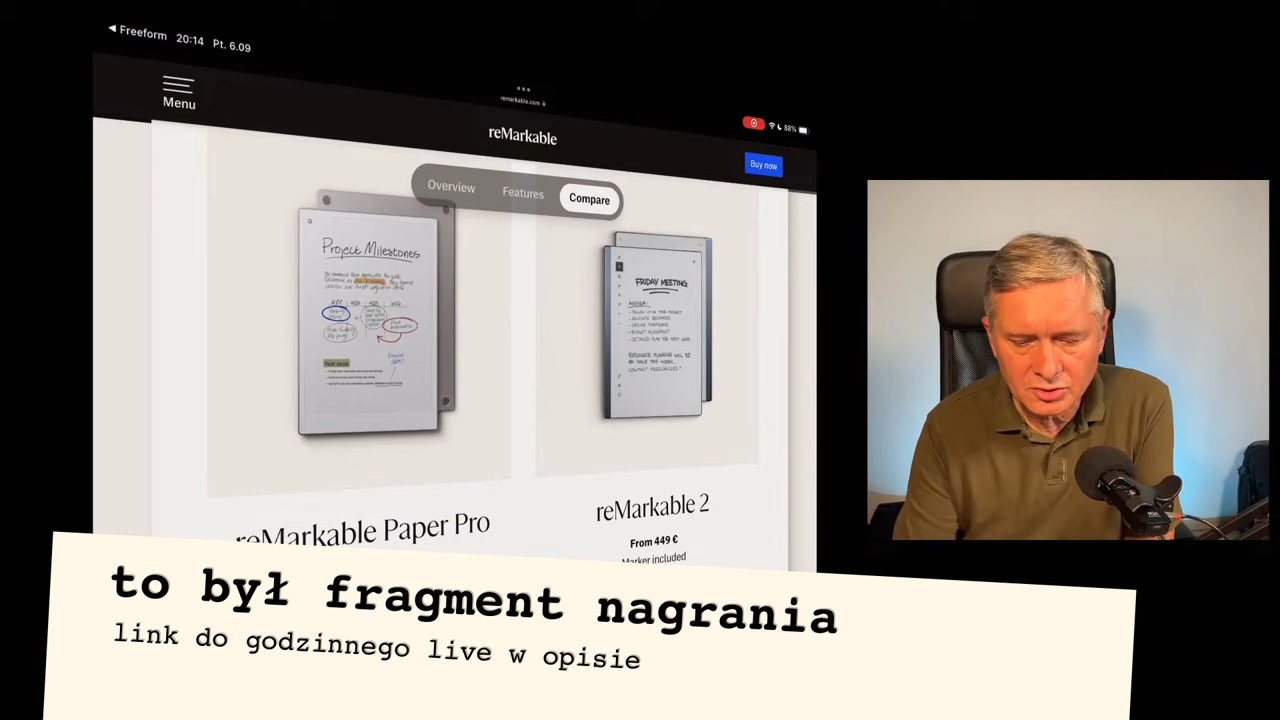 ◀ Freeform 20:14 Pt. 6.09
remarkable.com
88%
Menu
reMarkable
Buy now
Overview Features Compare
Project Milestones
FRIDAY MEETING
AGENDA:
reMarkable Paper Pro
reMarkable 2
From 449 €
Marker included
to był fragment nagrania
link do godzinnego live w opisie